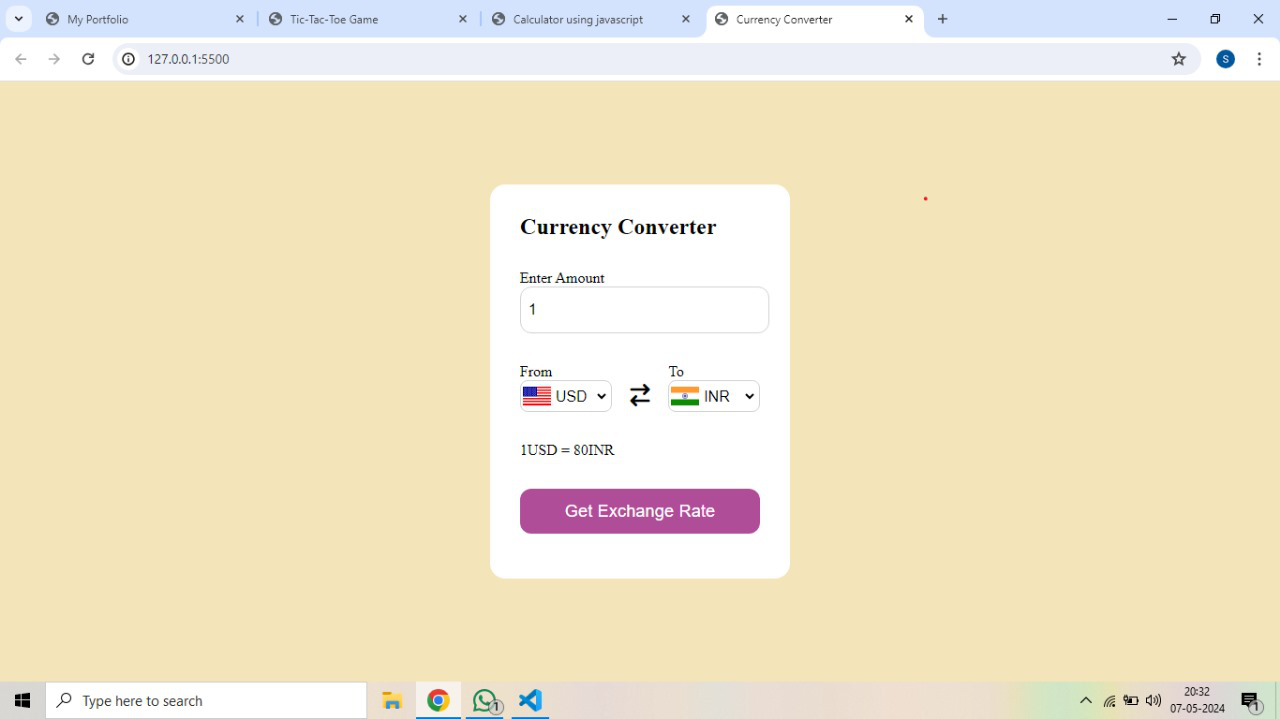 My Portfolio
Tic-Tac-Toe Game
Calculator using javascript
Currency Converter
127.0.0.1:5500
S
Currency Converter
Enter Amount
1
From
To
USD
INR
1USD = 80INR
Get Exchange Rate
Type here to search
1
20:32
07-05-2024
1